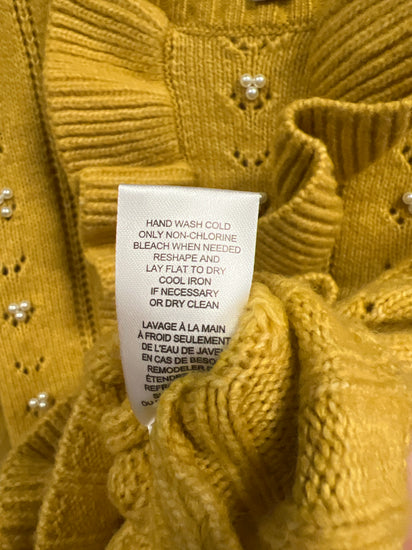 HAND WASH COLD
ONLY NON-CHLORINE
BLEACH WHEN NEEDED
RESHAPE AND
LAY FLAT TO DRY
COOL IRON
IF NECESSARY
OR DRY CLEAN
LAVAGE À LA MAIN
À FROID SEULEMENT
DE L'EAU DE JAVEL
EN CAS DE
REMODELER